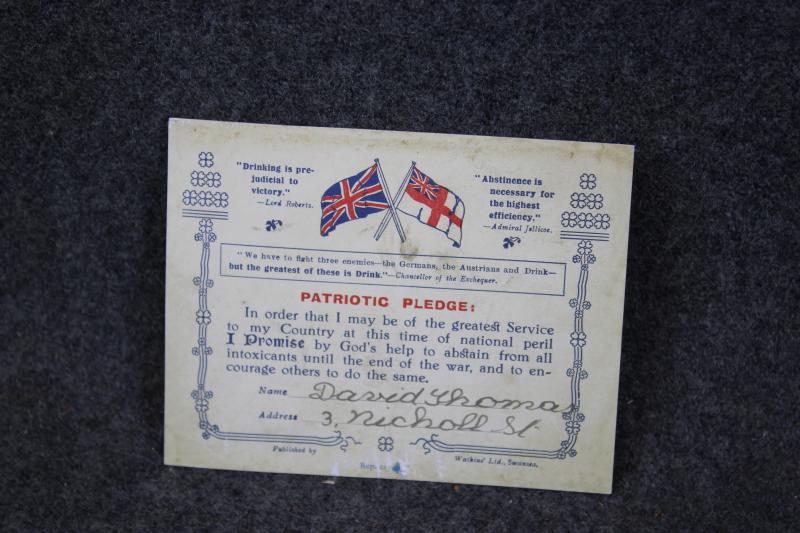 "Drinking is pre-
judicial to
victory."
—Lord Roberts.
"Abstinence is
necessary for
the highest
efficiency."
—Admiral Jellicoe.
"We have to fight three enemies—the Germans, the Austrians and Drink—
but the greatest of these is Drink."—Chancellor of the Exchequer.
PATRIOTIC PLEDGE:
In order that I may be of the greatest Service
to my Country at this time of national peril
I Promise by God's help to abstain from all
intoxicants until the end of the war, and to en-
courage others to do the same.
Name David Thomas
Address 3, Nicholl St
Published by
Watkins' Ltd., Swansea.